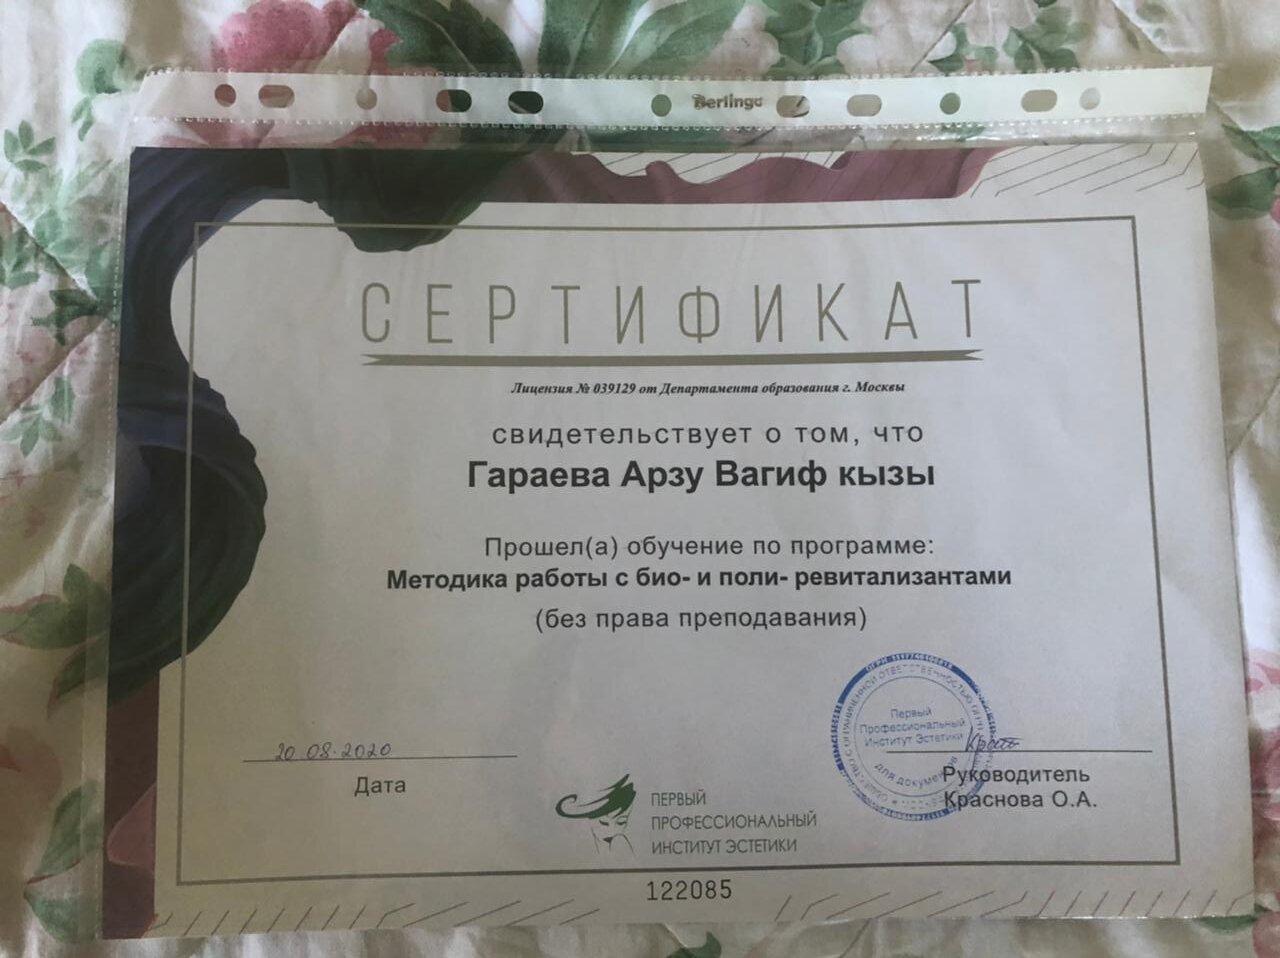 Berlingo
СЕРТИФИКАТ
Лицензия № 039129 от Департамента образования г. Москвы
свидетельствует о том, что
Гараева Арзу Вагиф кызы
Прошел(а) обучение по программе:
Методика работы с био- и поли- ревитализантами
(без права преподавания)
20.08.2020
Дата
Первый
Профессиональный
Институт Эстетики
для документов
Руководитель
Краснова О.А.
ПЕРВЫЙ
ПРОФЕССИОНАЛЬНЫЙ
ИНСТИТУТ ЭСТЕТИКИ
122085